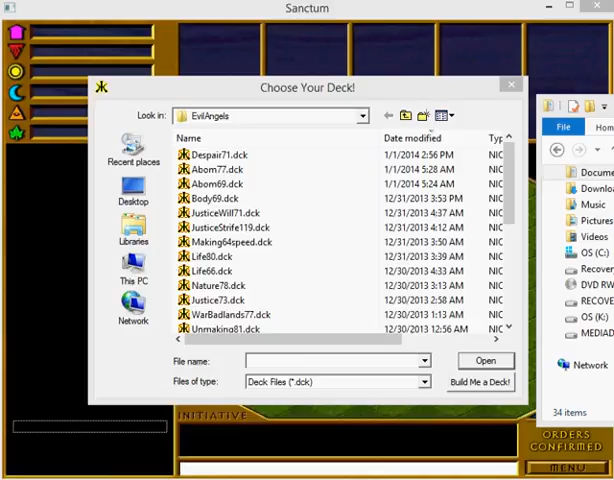 Sanctum
Choose Your Deck!
Look in: EvilAngels
Name Date modified Typ
Recent places
Desktop
Libraries
This PC
Network
Despair71.dck 1/1/2014 2:56 PM NIC
Abom77.dck 1/1/2014 5:28 AM NIC
Abom69.dck 1/1/2014 5:24 AM NIC
Body69.dck 12/31/2013 3:53 PM NIC
JusticeWill71.dck 12/31/2013 4:37 AM NIC
JusticeStrife119.dck 12/31/2013 4:12 AM NIC
Making64speed.dck 12/31/2013 3:50 AM NIC
Life80.dck 12/31/2013 3:39 AM NIC
Life66.dck 12/30/2013 4:33 AM NIC
Nature78.dck 12/30/2013 3:13 AM NIC
Justice73.dck 12/30/2013 2:58 AM NIC
WarBadlands77.dck 12/30/2013 1:13 AM NIC
Unmaking81.dck 12/30/2013 12:56 AM NIC
File name:
Open
Files of type: Deck Files (*.dck)
Build Me a Deck!
File Hom
Docume
Downloa
Music
Pictures
Videos
OS (C:)
Recovery
DVD RW
RECOVE
OS (K:)
MEDIAD
Network
34 items
INITIATIVE
ORDERS
CONFIRMED
MENU